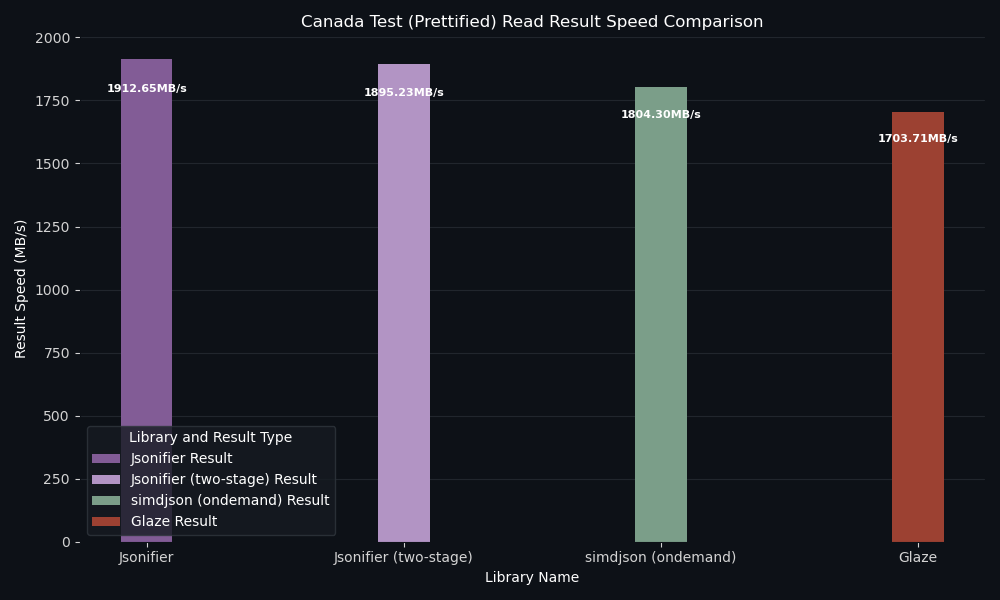 Canada Test (Prettified) Read Result Speed Comparison
2000
1750
1500
1250
1000
750
500
250
0
Result Speed (MB/s)
1912.65MB/s
1895.23MB/s
1804.30MB/s
1703.71MB/s
Library and Result Type
Jsonifier Result
Jsonifier (two-stage) Result
simdjson (ondemand) Result
Glaze Result
Jsonifier
Jsonifier (two-stage)
simdjson (ondemand)
Glaze
Library Name